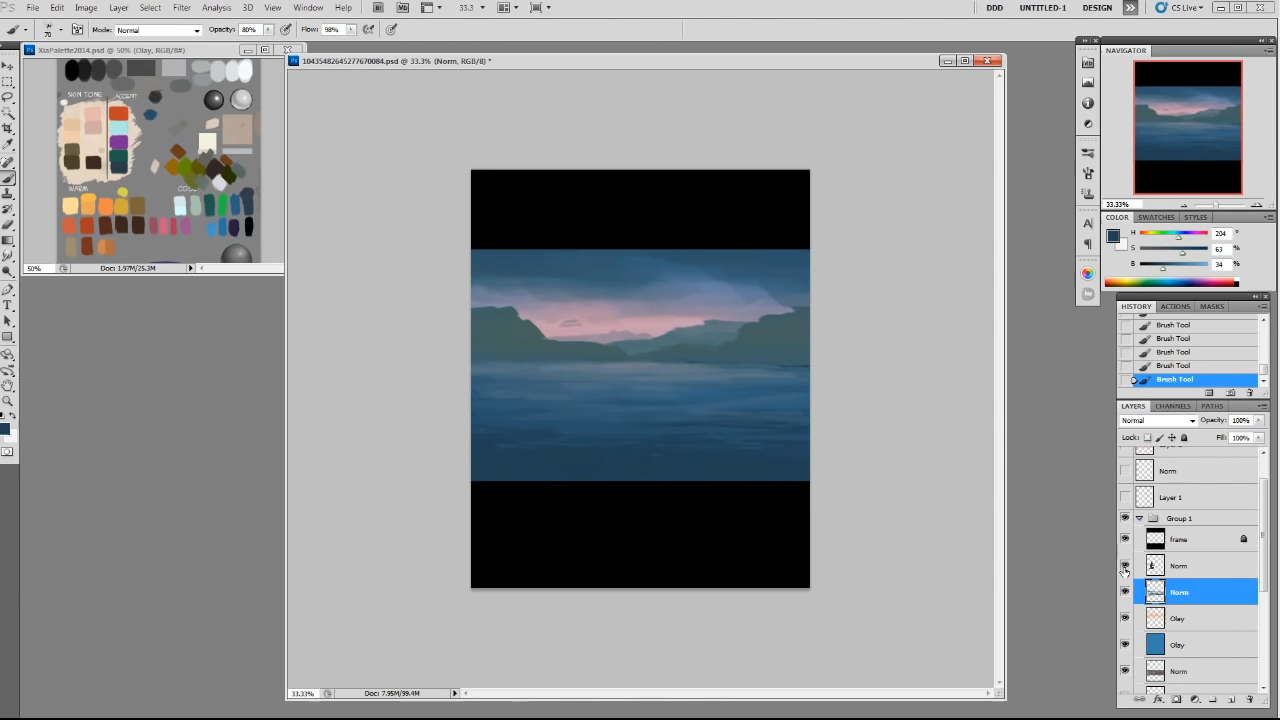 File Edit Image Layer Select Filter Analysis 3D View Window Help 33.3 DDD UNTITLED-1 DESIGN CS Live
70 Mode: Normal Opacity: 80% Flow: 98%
XiaPalette2014.psd @ 50% (Olay, RGB/8#)
SKIN TONE ACCENT
WARM
50% Doc: 1.97M/25.3M
10435482645277670084.psd @ 33.3% (Norm, RGB/8) *
33.33% Doc: 7.95M/99.4M
NAVIGATOR
33.33%
COLOR SWATCHES STYLES
H 204 °
S 63 %
B 34 %
HISTORY ACTIONS MASKS
Brush Tool
Brush Tool
Brush Tool
Brush Tool
Brush Tool
LAYERS CHANNELS PATHS
Normal Opacity: 100%
Lock: Fill: 100%
Norm
Layer 1
Group 1
frame
Norm
Norm
Olay
Olay
Norm